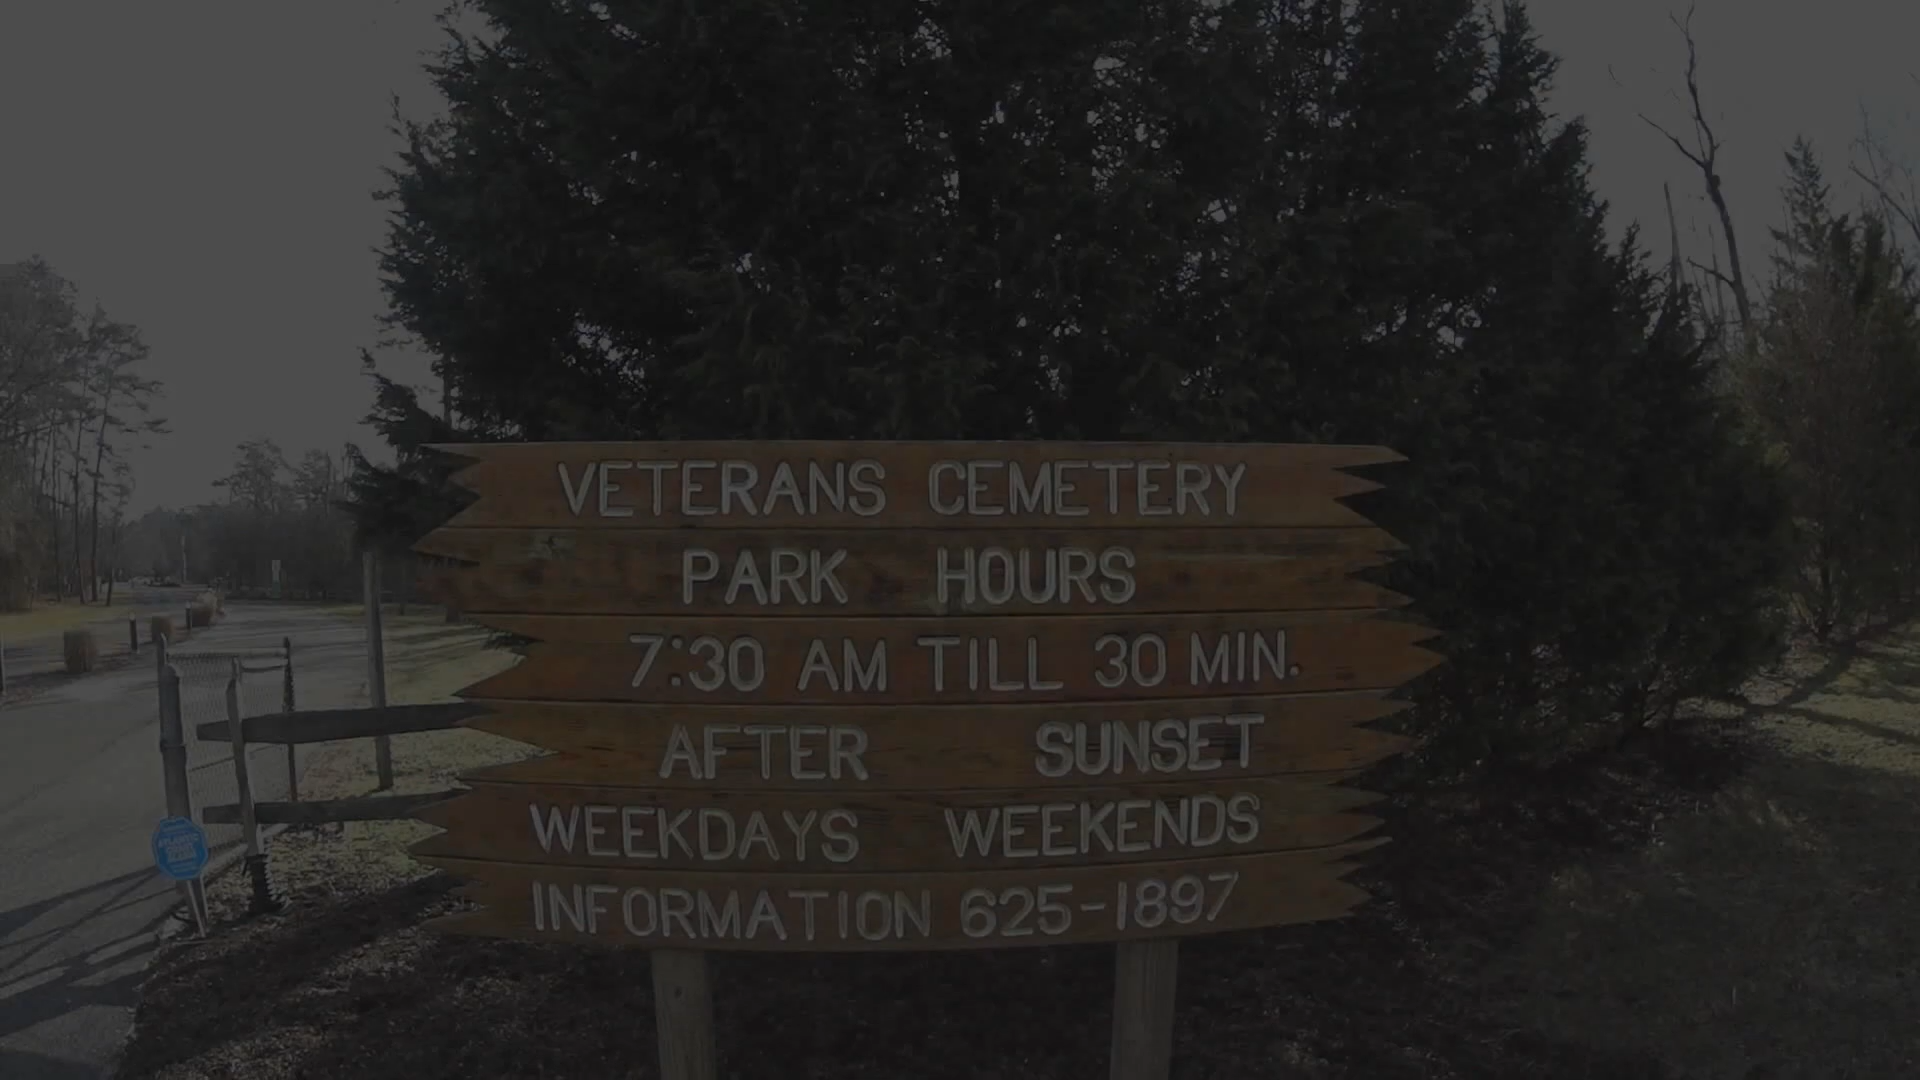 VETERANS CEMETERY
PARK HOURS
7:30 AM TILL 30 MIN.
AFTER SUNSET
WEEKDAYS WEEKENDS
INFORMATION 625-1897